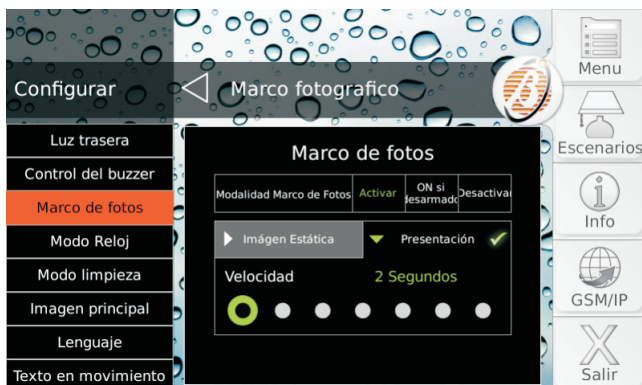 Configurar
Marco fotografico
Luz trasera
Control del buzzer
Marco de fotos
Modo Reloj
Modo limpieza
Imagen principal
Lenguaje
Texto en movimiento
Marco de fotos
Modalidad Marco de Fotos
Activar
ON si
desarmado
Desactivar
Imágen Estática
Presentación
Velocidad
2 Segundos
Menu
Escenarios
Info
GSM/IP
Salir